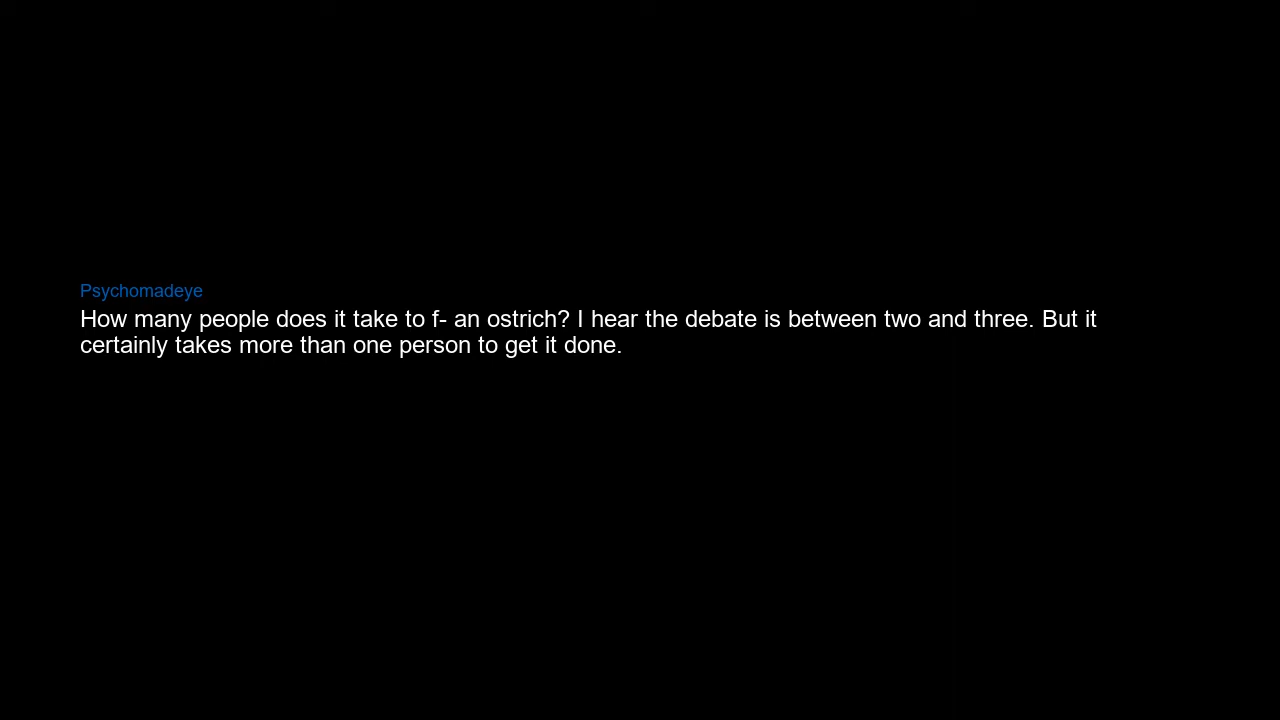 Psychomadeye
How many people does it take to f- an ostrich? I hear the debate is between two and three. But it
certainly takes more than one person to get it done.